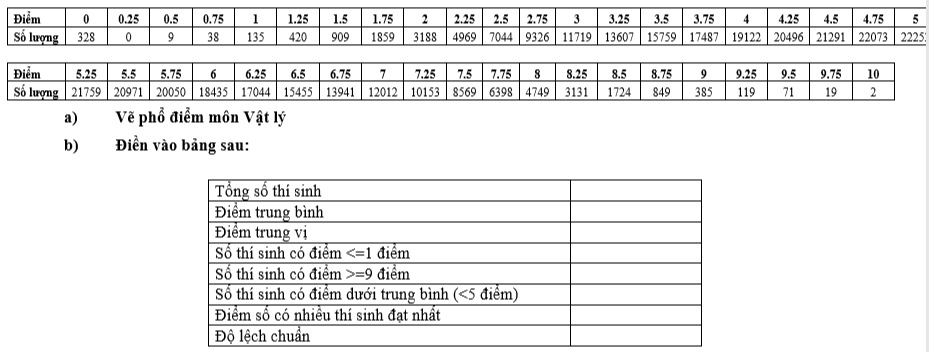 Điểm 0 0.25 0.5 0.75 1 1.25 1.5 1.75 2 2.25 2.5 2.75 3 3.25 3.5 3.75 4 4.25 4.5 4.75 5
Số lượng 328 0 9 38 135 420 909 1859 3188 4969 7044 9326 11719 13607 15759 17487 19122 20496 21291 22073
Điểm 5.25 5.5 5.75 6 6.25 6.5 6.75 7 7.25 7.5 7.75 8 8.25 8.5 8.75 9 9.25 9.5 9.75 10
Số lượng 21759 20971 20050 18435 17044 15455 13941 12012 10153 8569 6398 4749 3131 1724 849 385 119 71 19 2
a) Vẽ phổ điểm môn Vật lý
b) Điền vào bảng sau:
Tổng số thí sinh
Điểm trung bình
Điểm trung vị
Số thí sinh có điểm <=1 điểm
Số thí sinh có điểm >=9 điểm
Số thí sinh có điểm dưới trung bình (<5 điểm)
Điểm số có nhiều thí sinh đạt nhất
Độ lệch chuẩn